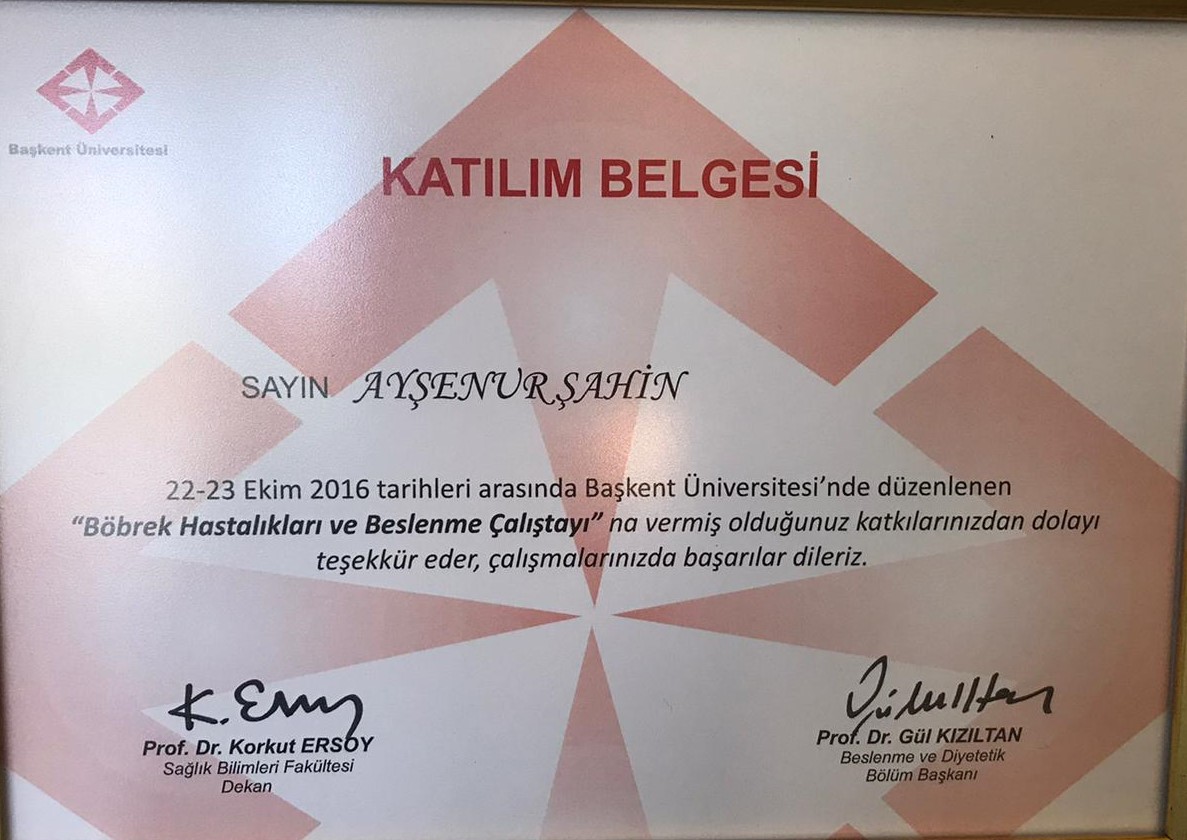 Başkent Üniversitesi
KATILIM BELGESİ
SAYIN AYŞENUR ŞAHİN
22-23 Ekim 2016 tarihleri arasında Başkent Üniversitesi’nde düzenlenen
“Böbrek Hastalıkları ve Beslenme Çalıştayı” na vermiş olduğunuz katkılarınızdan dolayı
teşekkür eder, çalışmalarınızda başarılar dileriz.
K. Ersoy
Prof. Dr. Korkut ERSOY
Sağlık Bilimleri Fakültesi
Dekan
Prof. Dr. Gül KIZILTAN
Beslenme ve Diyetetik
Bölüm Başkanı